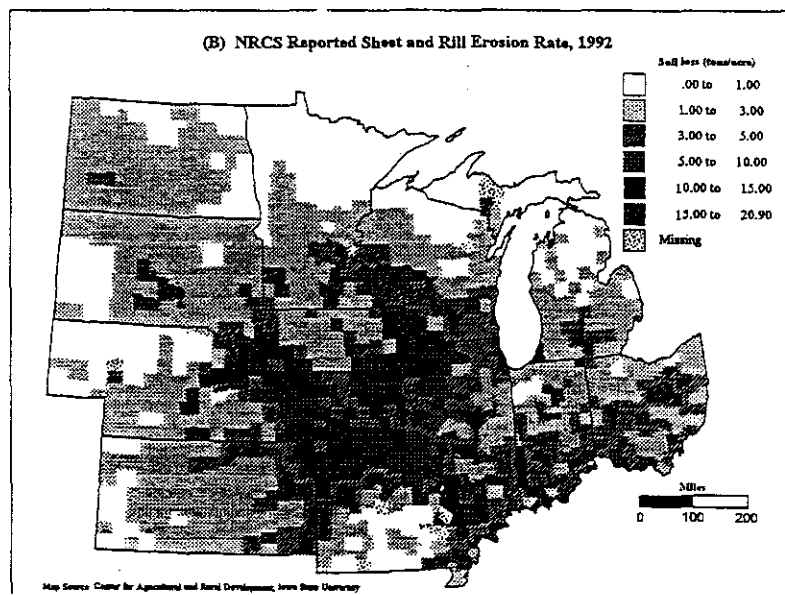 (B) NRCS Reported Sheet and Rill Erosion Rate, 1992
Soil loss (tons/acre)
.00 to 1.00
1.00 to 3.00
3.00 to 5.00
5.00 to 10.00
10.00 to 15.00
15.00 to 20.90
Missing
Miles
0 100 200
Map Source: Center for Agricultural and Rural Development, Iowa State University